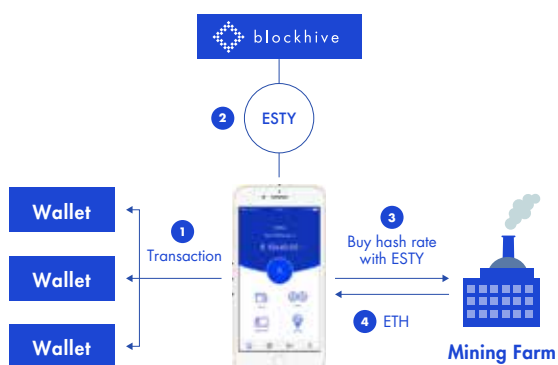 blockhive
2
ESTY
Wallet
Wallet
Wallet
1
Transaction
3
Buy hash rate
with ESTY
4 ETH
Mining Farm